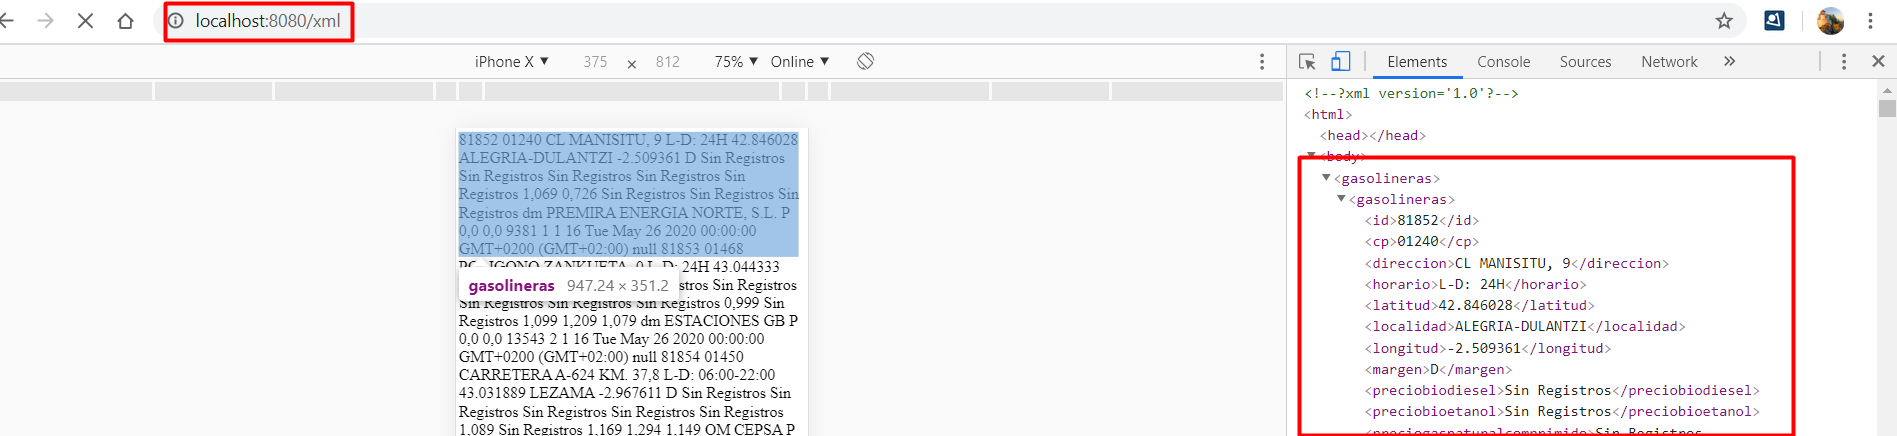 localhost:8080/xml
iPhone X ▼ 375 × 812 75% ▼ Online ▼
Elements Console Sources Network »
81852 01240 CL MANISITU, 9 L-D: 24H 42.846028
ALEGRIA-DULANTZI -2.509361 D Sin Registros
Sin Registros Sin Registros Sin Registros Sin
Registros 1,069 0,726 Sin Registros Sin Registros Sin
Registros dm PREMIRA ENERGIA NORTE, S.L. P
0,0 0,0 9381 1 1 16 Tue May 26 2020 00:00:00
GMT+0200 (GMT+02:00) null 81853 01468
0 L-D: 24H 43.044333
gasolineras 947.24 × 351.2
stros Sin Registros
Sin Registros Sin Registros Sin Registros 0,999 Sin
Registros 1,099 1,209 1,079 dm ESTACIONES GB P
0,0 0,0 13543 2 1 16 Tue May 26 2020 00:00:00
GMT+0200 (GMT+02:00) null 81854 01450
CARRETERA A-624 KM. 37,8 L-D: 06:00-22:00
43.031889 LEZAMA -2.967611 D Sin Registros Sin
Registros Sin Registros Sin Registros Sin Registros
1,089 Sin Registros 1,169 1,294 1,149 OM CEPSA P
<!--?xml version='1.0'?-->
<html>
<head></head>
<body>
<gasolineras>
<gasolineras>
<id>81852</id>
<cp>01240</cp>
<direccion>CL MANISITU, 9</direccion>
<horario>L-D: 24H</horario>
<latitud>42.846028</latitud>
<localidad>ALEGRIA-DULANTZI</localidad>
<longitud>-2.509361</longitud>
<margen>D</margen>
<preciobiodiesel>Sin Registros</preciobiodiesel>
<preciobioetanol>Sin Registros</preciobioetanol>
<preciogasnaturalcomprimido>Sin Registros